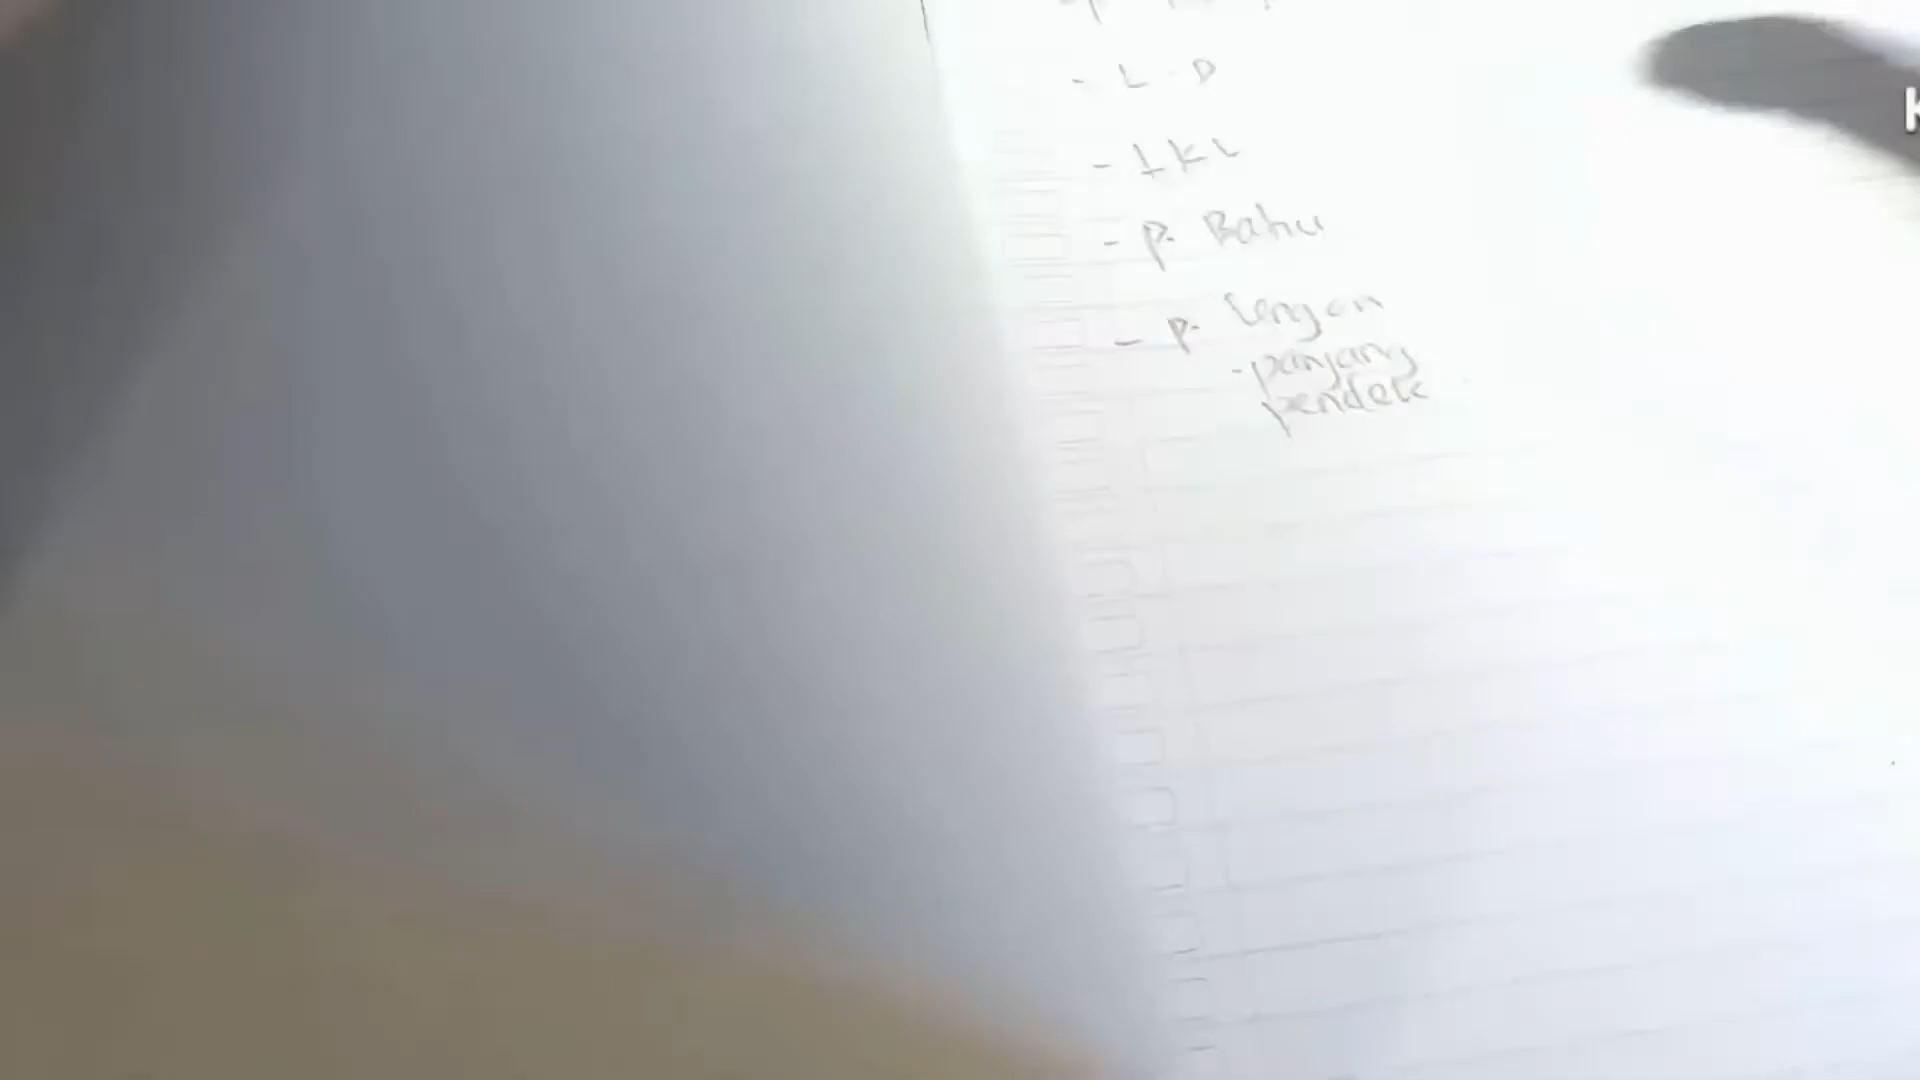 - L.D
- P. Bahu
- P. lengan
- panjang
pendek
K